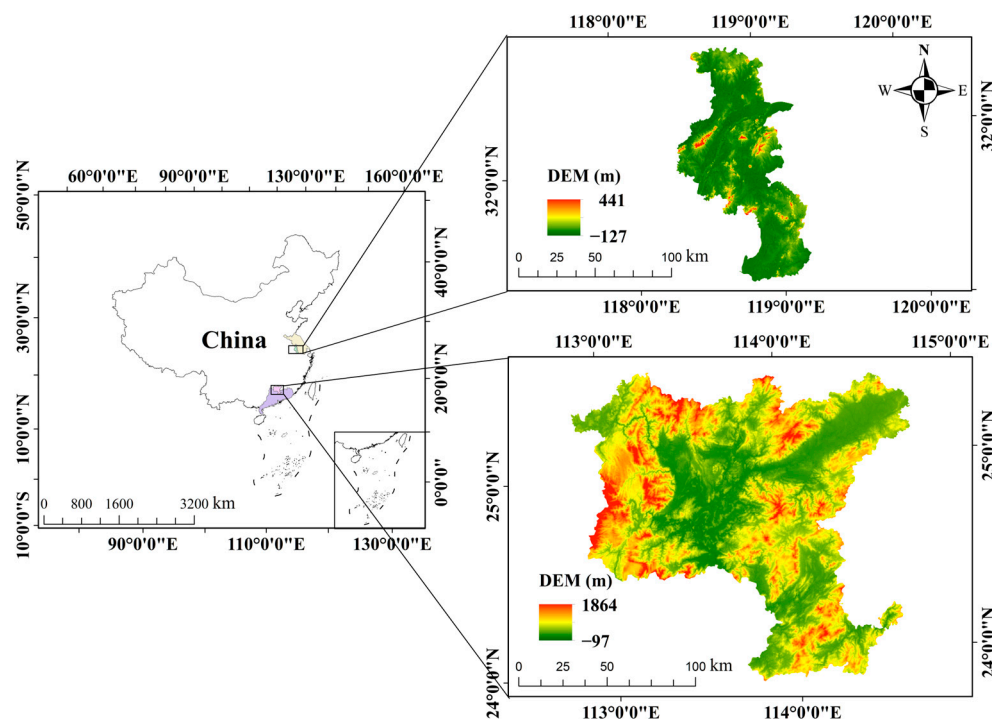 60°0'0"E 90°0'0"E 130°0'0"E 160°0'0"E
50°0'0"N
40°0'0"N
30°0'0"N
20°0'0"N
10°0'0"N
0°0'0"
10°0'0"S
China
0 800 1600 3200 km
90°0'0"E 110°0'0"E 130°0'0"E
118°0'0"E 119°0'0"E 120°0'0"E
N
W E
S
32°0'0"N
32°0'0"N
DEM (m)
441
−127
0 25 50 100 km
118°0'0"E 119°0'0"E 120°0'0"E
113°0'0"E 114°0'0"E 115°0'0"E
25°0'0"N
25°0'0"N
DEM (m)
1864
−97
0 25 50 100 km
24°0'0"N
24°0'0"N
113°0'0"E 114°0'0"E